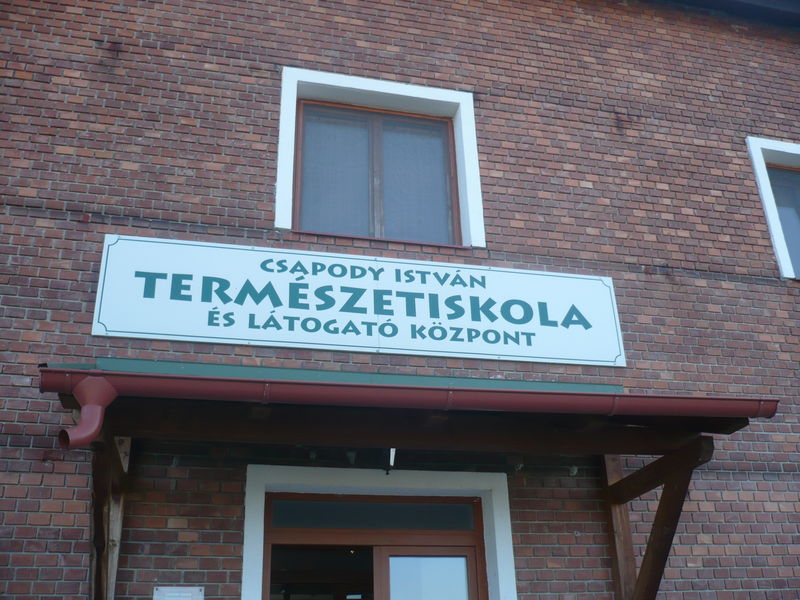 CSAPODY ISTVÁN
TERMÉSZETISKOLA
ÉS LÁTOGATÓ KÖZPONT